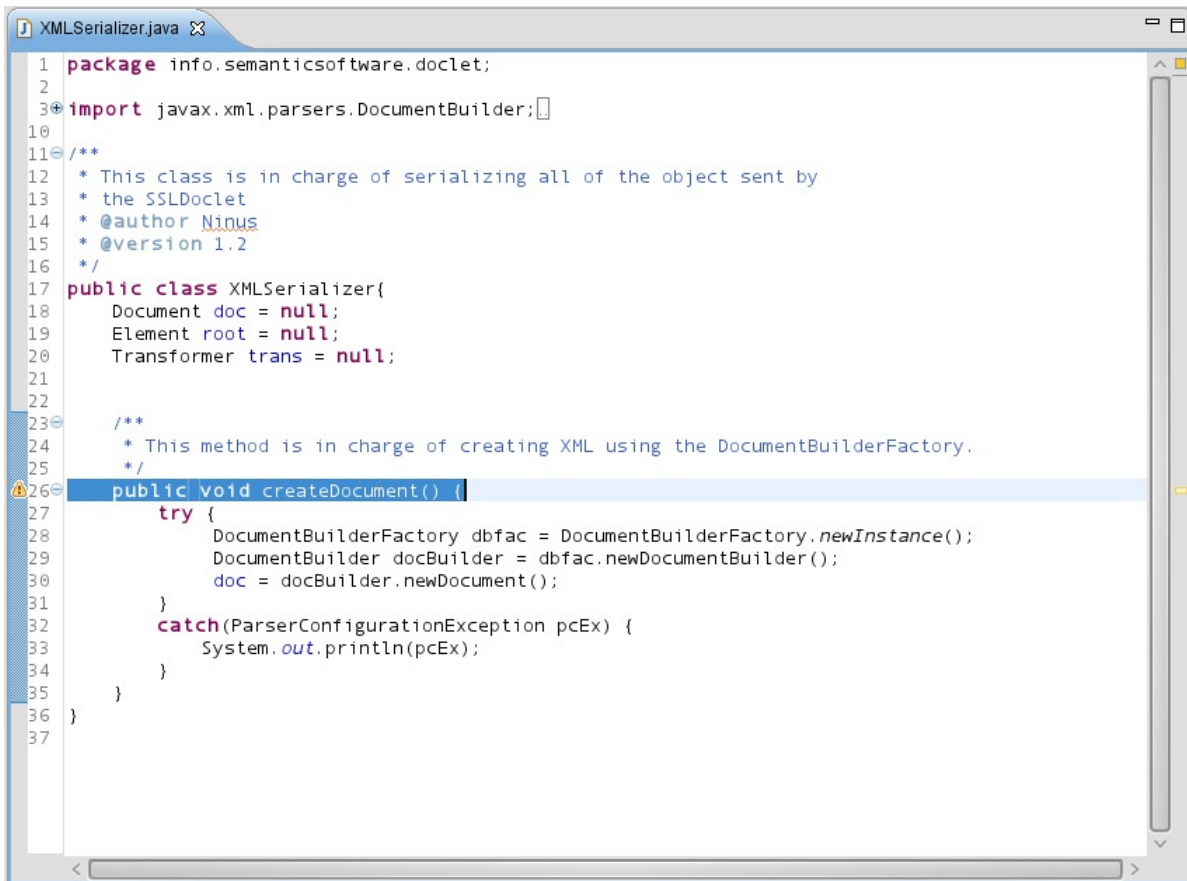 XMLSerializer.java
1 package info.semanticsoftware.doclet;
2
3 import javax.xml.parsers.DocumentBuilder;
10
11 /**
12  * This class is in charge of serializing all of the object sent by
13  * the SSLDoclet
14  * @author Ninus
15  * @version 1.2
16  */
17 public class XMLSerializer{
18     Document doc = null;
19     Element root = null;
20     Transformer trans = null;
21
22
23     /**
24      * This method is in charge of creating XML using the DocumentBuilderFactory.
25      */
26     public void createDocument() {
27         try {
28              DocumentBuilderFactory dbfac = DocumentBuilderFactory.newInstance();
29              DocumentBuilder docBuilder = dbfac.newDocumentBuilder();
30              doc = docBuilder.newDocument();
31         }
32         catch(ParserConfigurationException pcEx) {
33             System.out.println(pcEx);
34         }
35     }
36 }
37